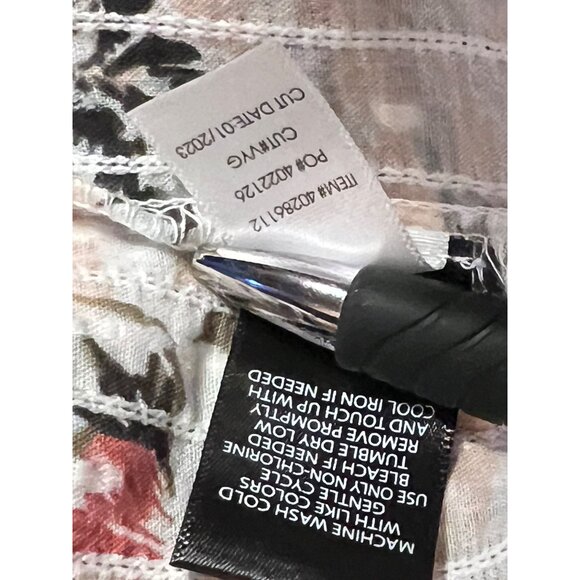 ITEM# 40286112
PO# 4022126
CUT#VYG
CUT DATE:01/2023
MACHINE WASH COLD
WITH LIKE COLORS
GENTLE CYCLE
USE ONLY NON-CHLORINE
BLEACH IF NEEDED
TUMBLE DRY LOW
REMOVE PROMPTLY
AND TOUCH UP WITH
COOL IRON IF NEEDED